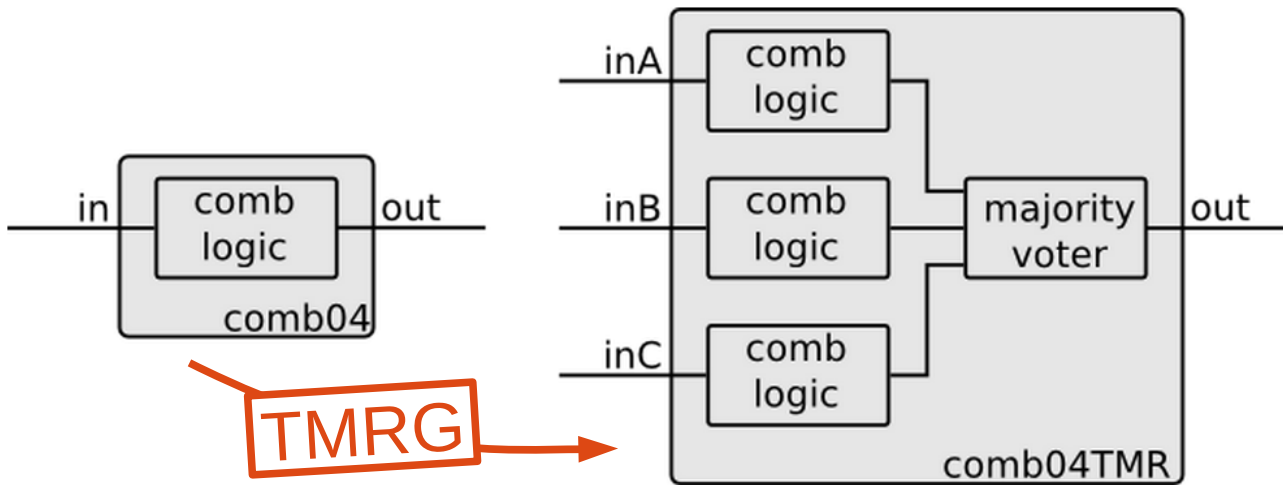 in
comb
logic
out
comb04
TMRG
inA
comb
logic
inB
comb
logic
majority
voter
out
inC
comb
logic
comb04TMR